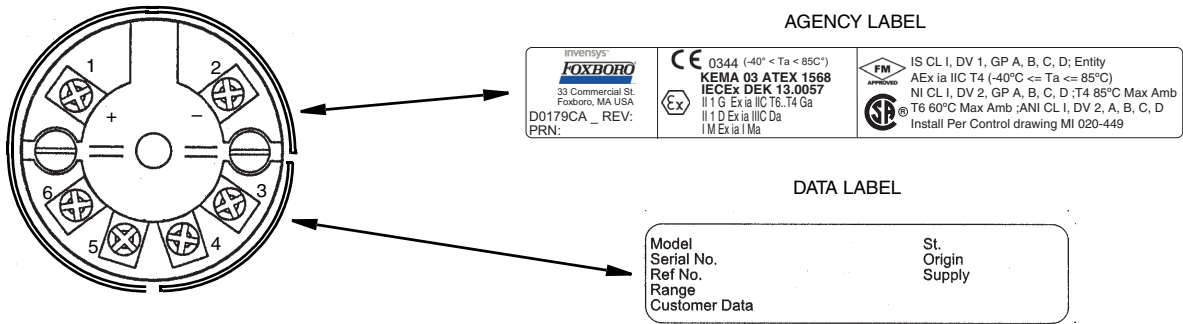 AGENCY LABEL
invensys
FOXBORO
33 Commercial St.
Foxboro, MA USA
D0179CA _ REV:
PRN:
CE 0344 (-40° < Ta < 85C°)
KEMA 03 ATEX 1568
IECEx DEK 13.0057
Ex
II 1 G Ex ia IIC T6..T4 Ga
II 1 D Ex ia IIIC Da
I M Ex ia I Ma
FM
APPROVED
SA ®
IS CL I, DV 1, GP A, B, C, D; Entity
AEx ia IIC T4 (-40ºC <= Ta <= 85ºC)
NI CL I, DV 2, GP A, B, C, D ;T4 85ºC Max Amb
T6 60ºC Max Amb ;ANI CL I, DV 2, A, B, C, D
Install Per Control drawing MI 020-449
1
2
+
−
6
3
5
4
DATA LABEL
Model
Serial No.
Ref No.
Range
Customer Data
St.
Origin
Supply